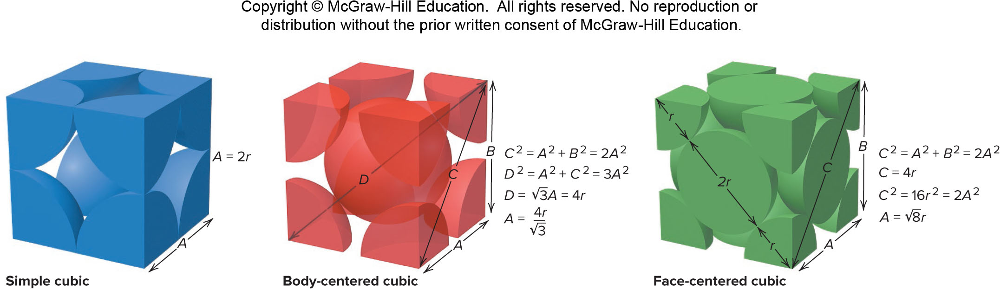 Copyright © McGraw-Hill Education.  All rights reserved. No reproduction or
distribution without the prior written consent of McGraw-Hill Education.
A = 2r
A
Simple cubic
D
C
B
A
C² = A² + B² = 2A²
D² = A² + C² = 3A²
D = √3A = 4r
A = 4r/√3
Body-centered cubic
r
2r
r
C
B
A
C² = A² + B² = 2A²
C = 4r
C² = 16r² = 2A²
A = √8r
Face-centered cubic